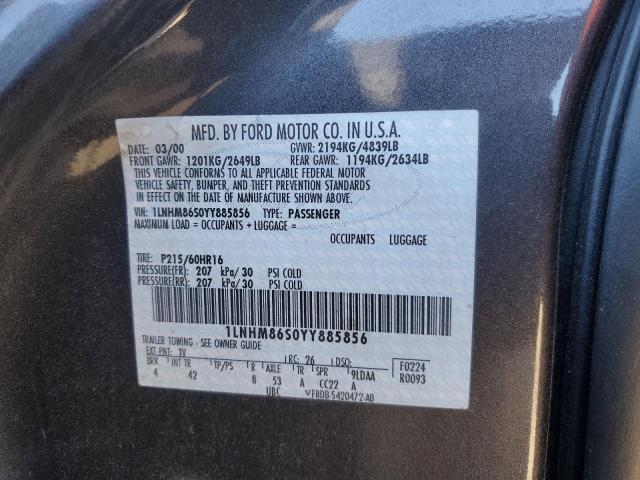 MFD. BY FORD MOTOR CO. IN U.S.A.
DATE: 03/00 GVWR: 2194KG/4839LB
FRONT GAWR: 1201KG/2649LB REAR GAWR: 1194KG/2634LB
THIS VEHICLE CONFORMS TO ALL APPLICABLE FEDERAL MOTOR
VEHICLE SAFETY, BUMPER, AND THEFT PREVENTION STANDARDS
IN EFFECT ON THE DATE OF MANUFACTURE SHOWN ABOVE.
VIN: 1LNHM86S0YY885856 TYPE: PASSENGER
MAXIMUM LOAD = OCCUPANTS + LUGGAGE =
OCCUPANTS LUGGAGE
TIRE: P215/60HR16
PRESSURE(FR) 207 kPa/30 PSI COLD
PRESSURE(RR) 207 kPa/30 PSI COLD
1LNHM86S0YY885856
TRAILER TOWING - SEE OWNER GUIDE
EXT PNT: TV RC: 26 DSO: F0224
BRK INT TR TP/PS R AXLE TR SPR 9LDAA R0093
4 42 8 53 A CC22 A
UBC VF8DB-5420472-AB